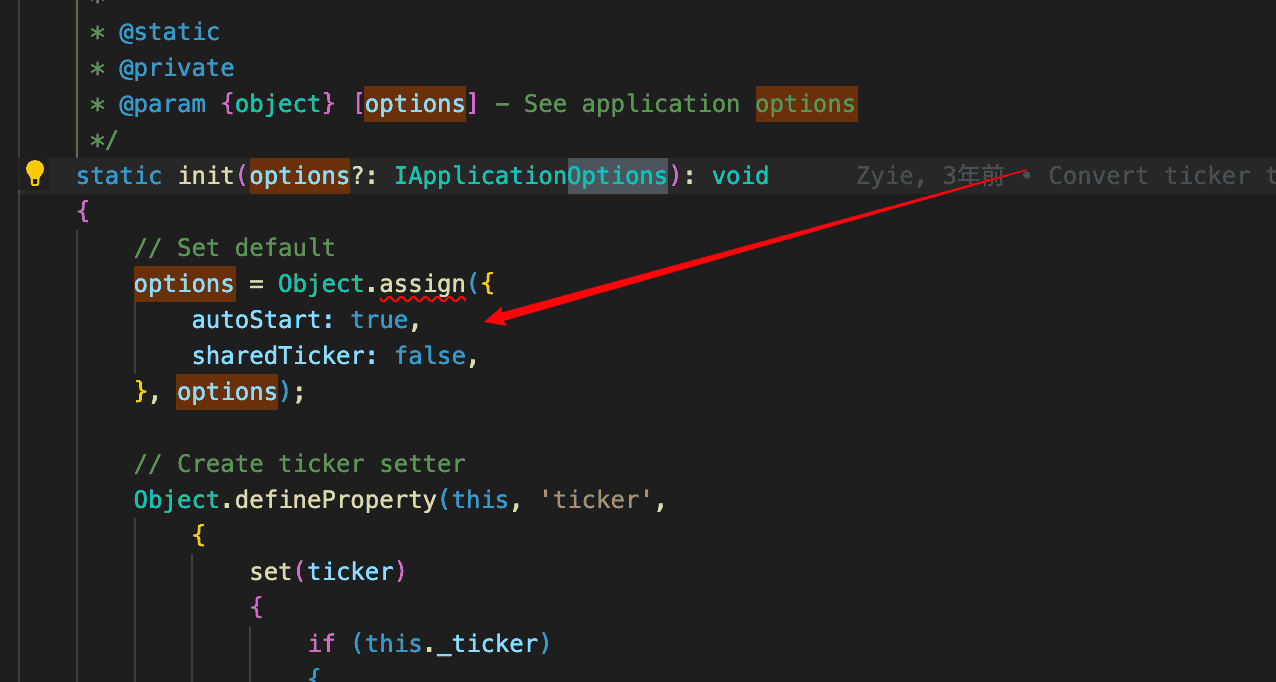 *
* @static
* @private
* @param {object} [options] - See application options
*/
static init(options?: IApplicationOptions): void Zyie, 3年前 • Convert ticker t
{
// Set default
options = Object.assign({
autoStart: true,
sharedTicker: false,
}, options);
// Create ticker setter
Object.defineProperty(this, 'ticker',
{
set(ticker)
{
if (this._ticker)
{